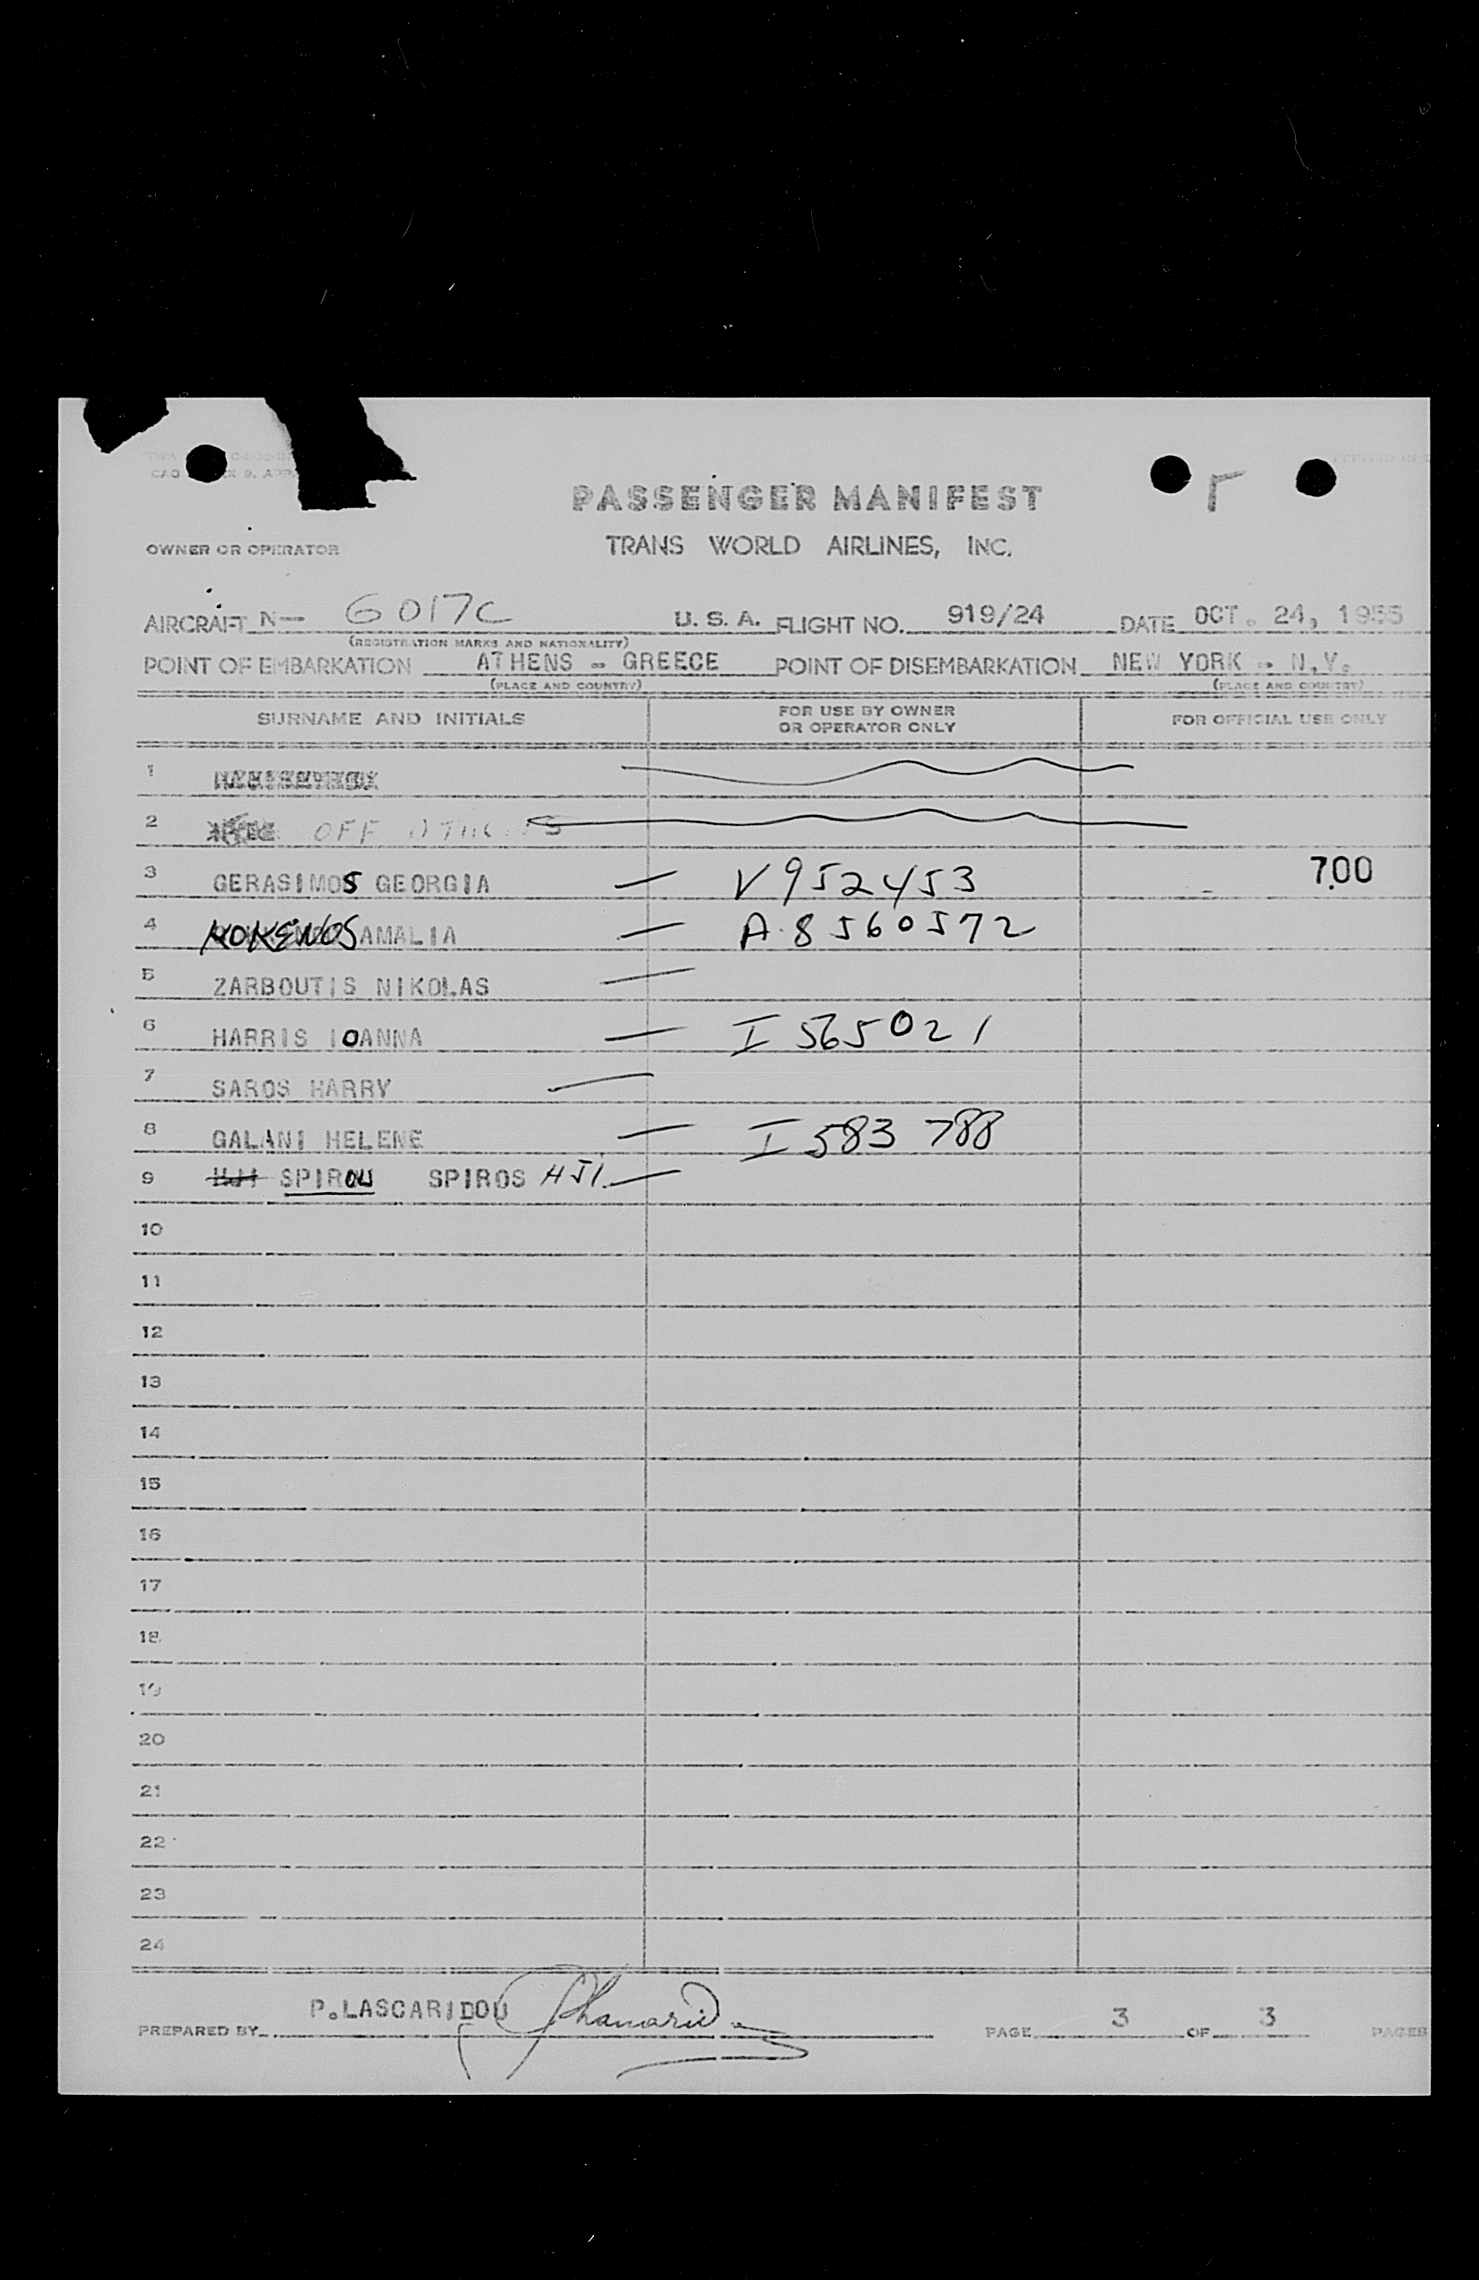 PASSENGER MANIFEST
OWNER OR OPERATOR TRANS WORLD AIRLINES, INC.
AIRCRAFT N- 6017C U. S. A. FLIGHT NO. 919/24 DATE OCT. 24, 1955
(REGISTRATION MARKS AND NATIONALITY)
POINT OF EMBARKATION ATHENS - GREECE POINT OF DISEMBARKATION NEW YORK - N.Y.
(PLACE AND COUNTRY) (PLACE AND COUNTRY)
SURNAME AND INITIALS FOR USE BY OWNER OR OPERATOR ONLY FOR OFFICIAL USE ONLY
1
2 OFF
3 GERASIMOS GEORGIA — V952453 7.00
4 KOKENOS AMALIA — A.8560572
5 ZARBOUTIS NIKOLAS —
6 HARRIS IOANNA — I 565021
7 SAROS HARRY —
8 GALANI HELENE — I 583 788
9 HJI SPIROU SPIROS HJI. —
10
11
12
13
14
15
16
17
18
19
20
21
22
23
24
PREPARED BY P.LASCARIDOU PAGE 3 OF 3 PAGES